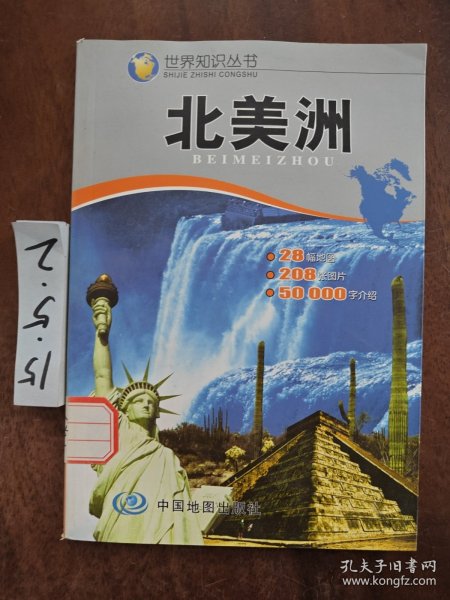 世界知识丛书
SHIJIE ZHISHI CONGSHU
北美洲
BEIMEIZHOU
28幅地图
208张图片
50 000字介绍
15.5.2
中国地图出版社
孔夫子旧书网
www.kongfz.com